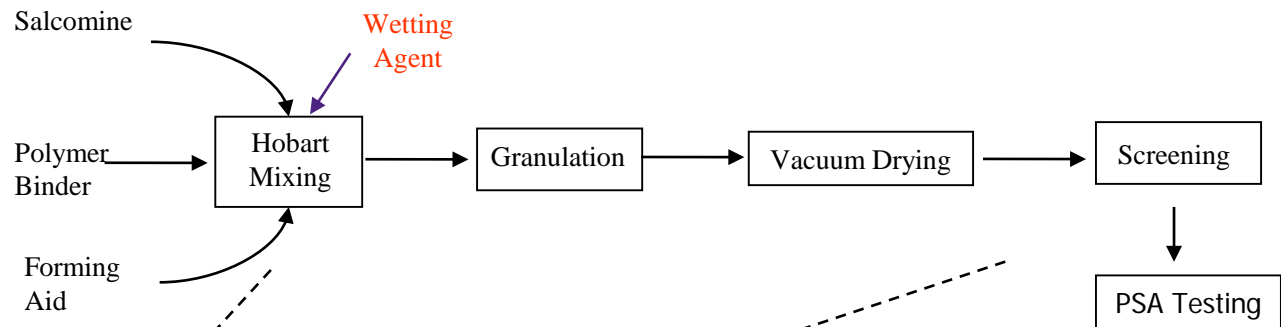 Salcomine
Wetting
Agent
Polymer
Binder
Hobart
Mixing
Granulation
Vacuum Drying
Screening
Forming
Aid
PSA Testing